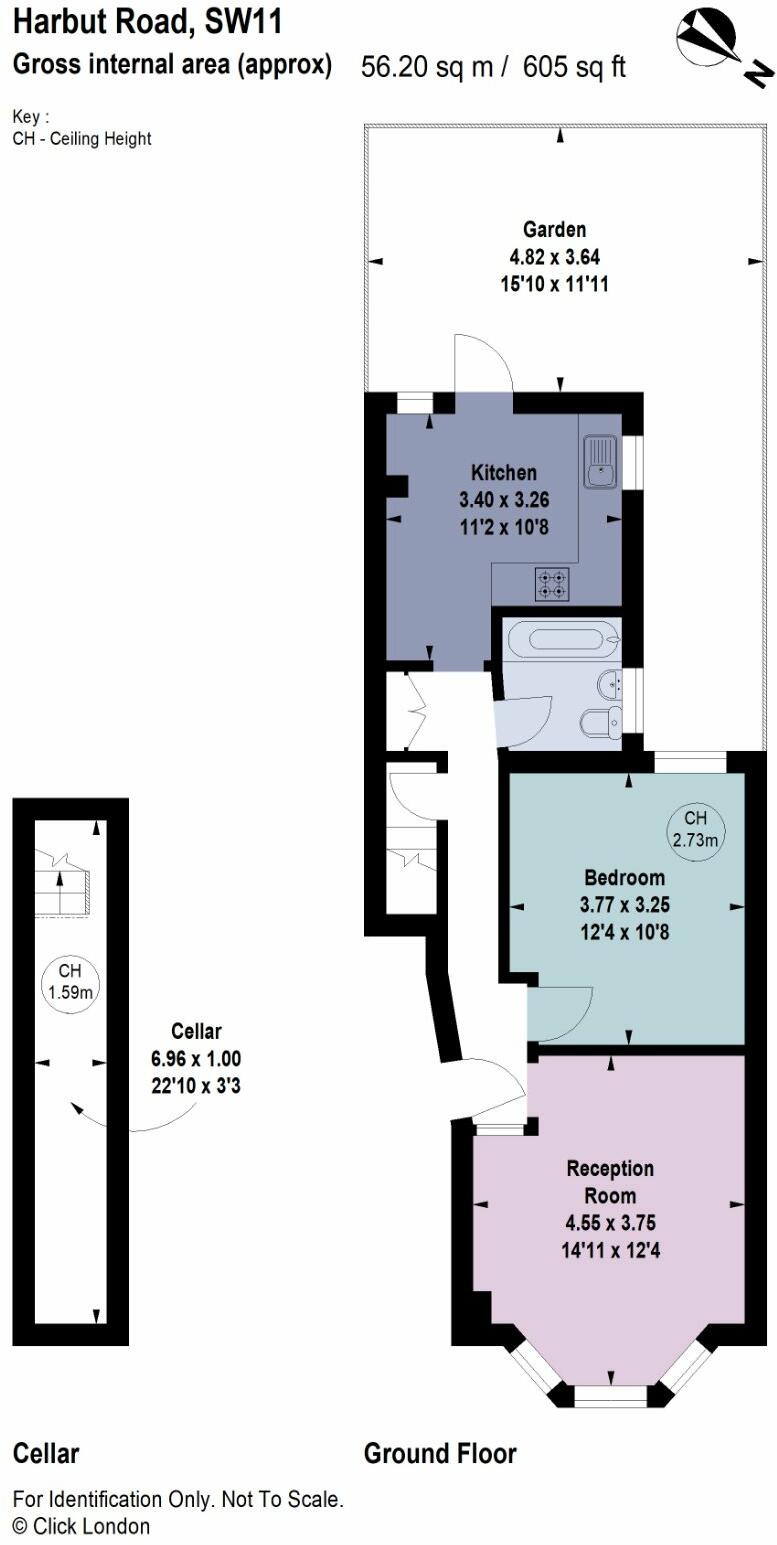 Harbut Road, SW11
Gross internal area (approx) 56.20 sq m / 605 sq ft
N
Key :
CH - Ceiling Height
Garden
4.82 x 3.64
15'10 x 11'11
Kitchen
3.40 x 3.26
11'2 x 10'8
CH
2.73m
Bedroom
3.77 x 3.25
12'4 x 10'8
CH
1.59m
Cellar
6.96 x 1.00
22'10 x 3'3
Reception
Room
4.55 x 3.75
14'11 x 12'4
Cellar
Ground Floor
For Identification Only. Not To Scale.
© Click London